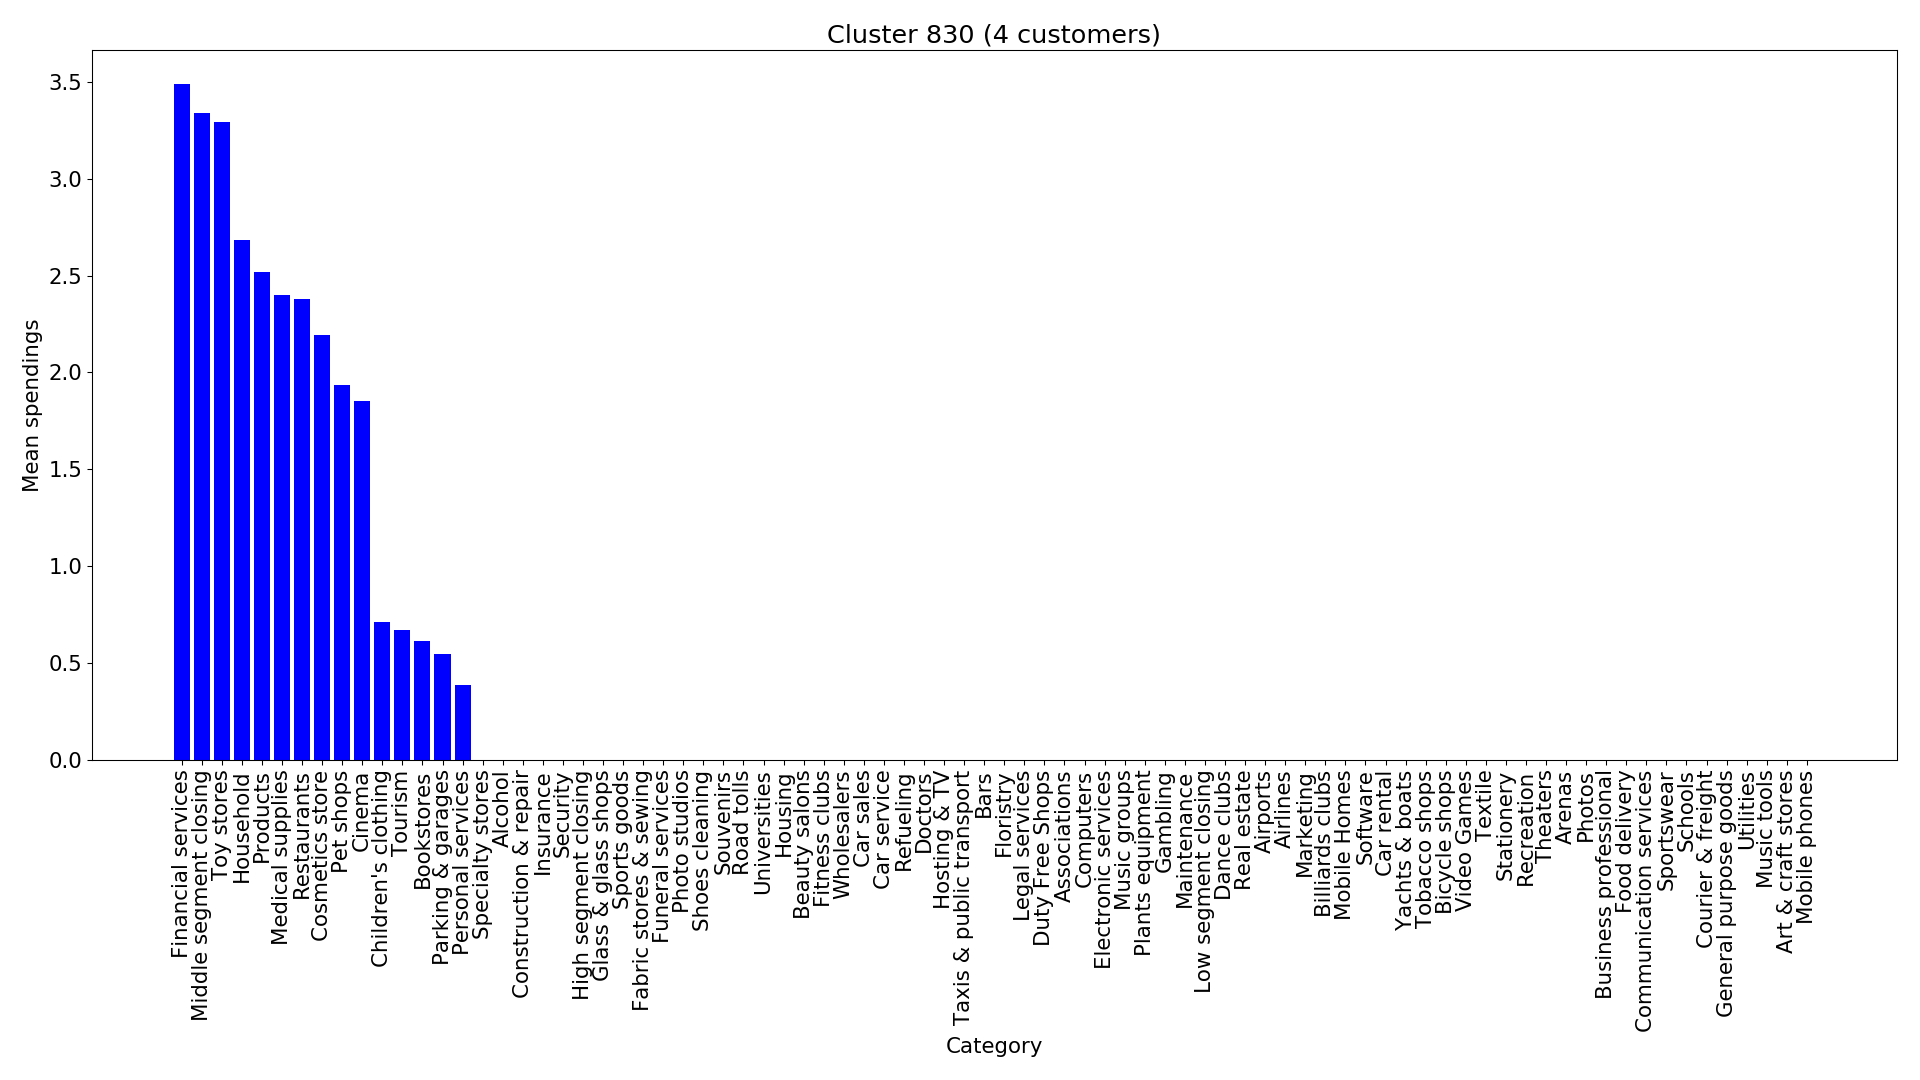 Cluster 830 (4 customers)
Mean spendings
3.5
3.0
2.5
2.0
1.5
1.0
0.5
0.0
Financial services
Middle segment closing
Toy stores
Household
Products
Medical supplies
Restaurants
Cosmetics store
Pet shops
Cinema
Children's clothing
Tourism
Bookstores
Parking & garages
Personal services
Specialty stores
Alcohol
Construction & repair
Insurance
Security
High segment closing
Glass & glass shops
Sports goods
Fabric stores & sewing
Funeral services
Photo studios
Shoes cleaning
Souvenirs
Road tolls
Universities
Housing
Beauty salons
Fitness clubs
Wholesalers
Car sales
Car service
Refueling
Doctors
Hosting & TV
Taxis & public transport
Bars
Floristry
Legal services
Duty Free Shops
Associations
Computers
Electronic services
Music groups
Plants equipment
Gambling
Maintenance
Low segment closing
Dance clubs
Real estate
Airports
Airlines
Marketing
Billiards clubs
Mobile Homes
Software
Car rental
Yachts & boats
Tobacco shops
Bicycle shops
Video Games
Textile
Stationery
Recreation
Theaters
Arenas
Photos
Business professional
Food delivery
Communication services
Sportswear
Schools
Courier & freight
General purpose goods
Utilities
Music tools
Art & craft stores
Mobile phones
Category